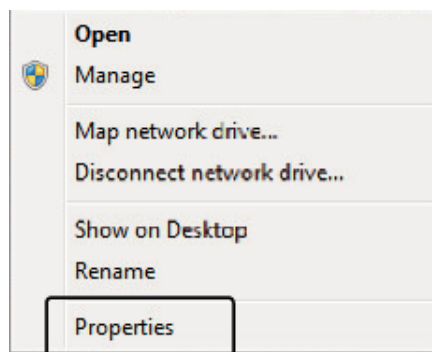 Open
Manage
Map network drive...
Disconnect network drive...
Show on Desktop
Rename
Properties